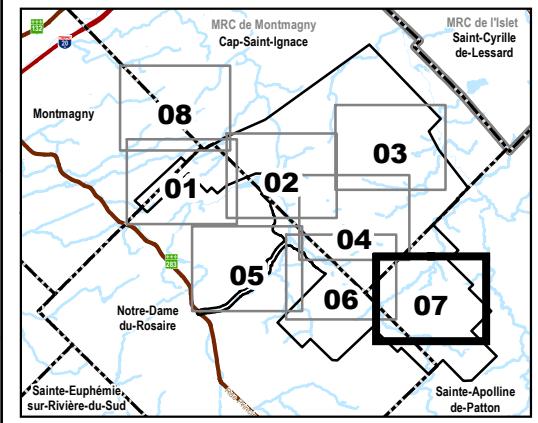 132
20
MRC de Montmagny
Cap-Saint-Ignace
MRC de l'Islet
Saint-Cyrille
de-Lessard
Montmagny
08
01
02
03
04
283
05
06
07
Notre-Dame
du-Rosaire
Sainte-Euphémie
sur-Rivière-du-Sud
Sainte-Apolline
de-Patton